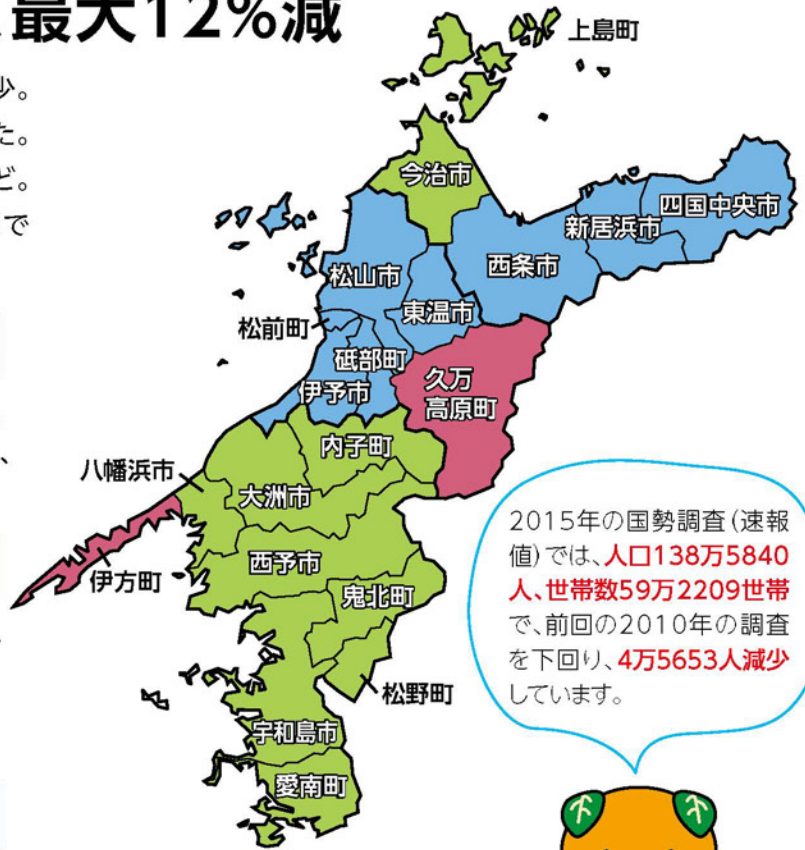 最大12%減
少。
た。
ど。
で
、
上島町
今治市
四国中央市
新居浜市
西条市
松山市
東温市
松前町
砥部町
伊予市
久万
高原町
内子町
八幡浜市
大洲市
西予市
伊方町
鬼北町
松野町
宇和島市
愛南町
2015年の国勢調査(速報
値)では、人口138万5840
人、世帯数59万2209世帯
で、前回の2010年の調査
を下回り、4万5653人減少
しています。